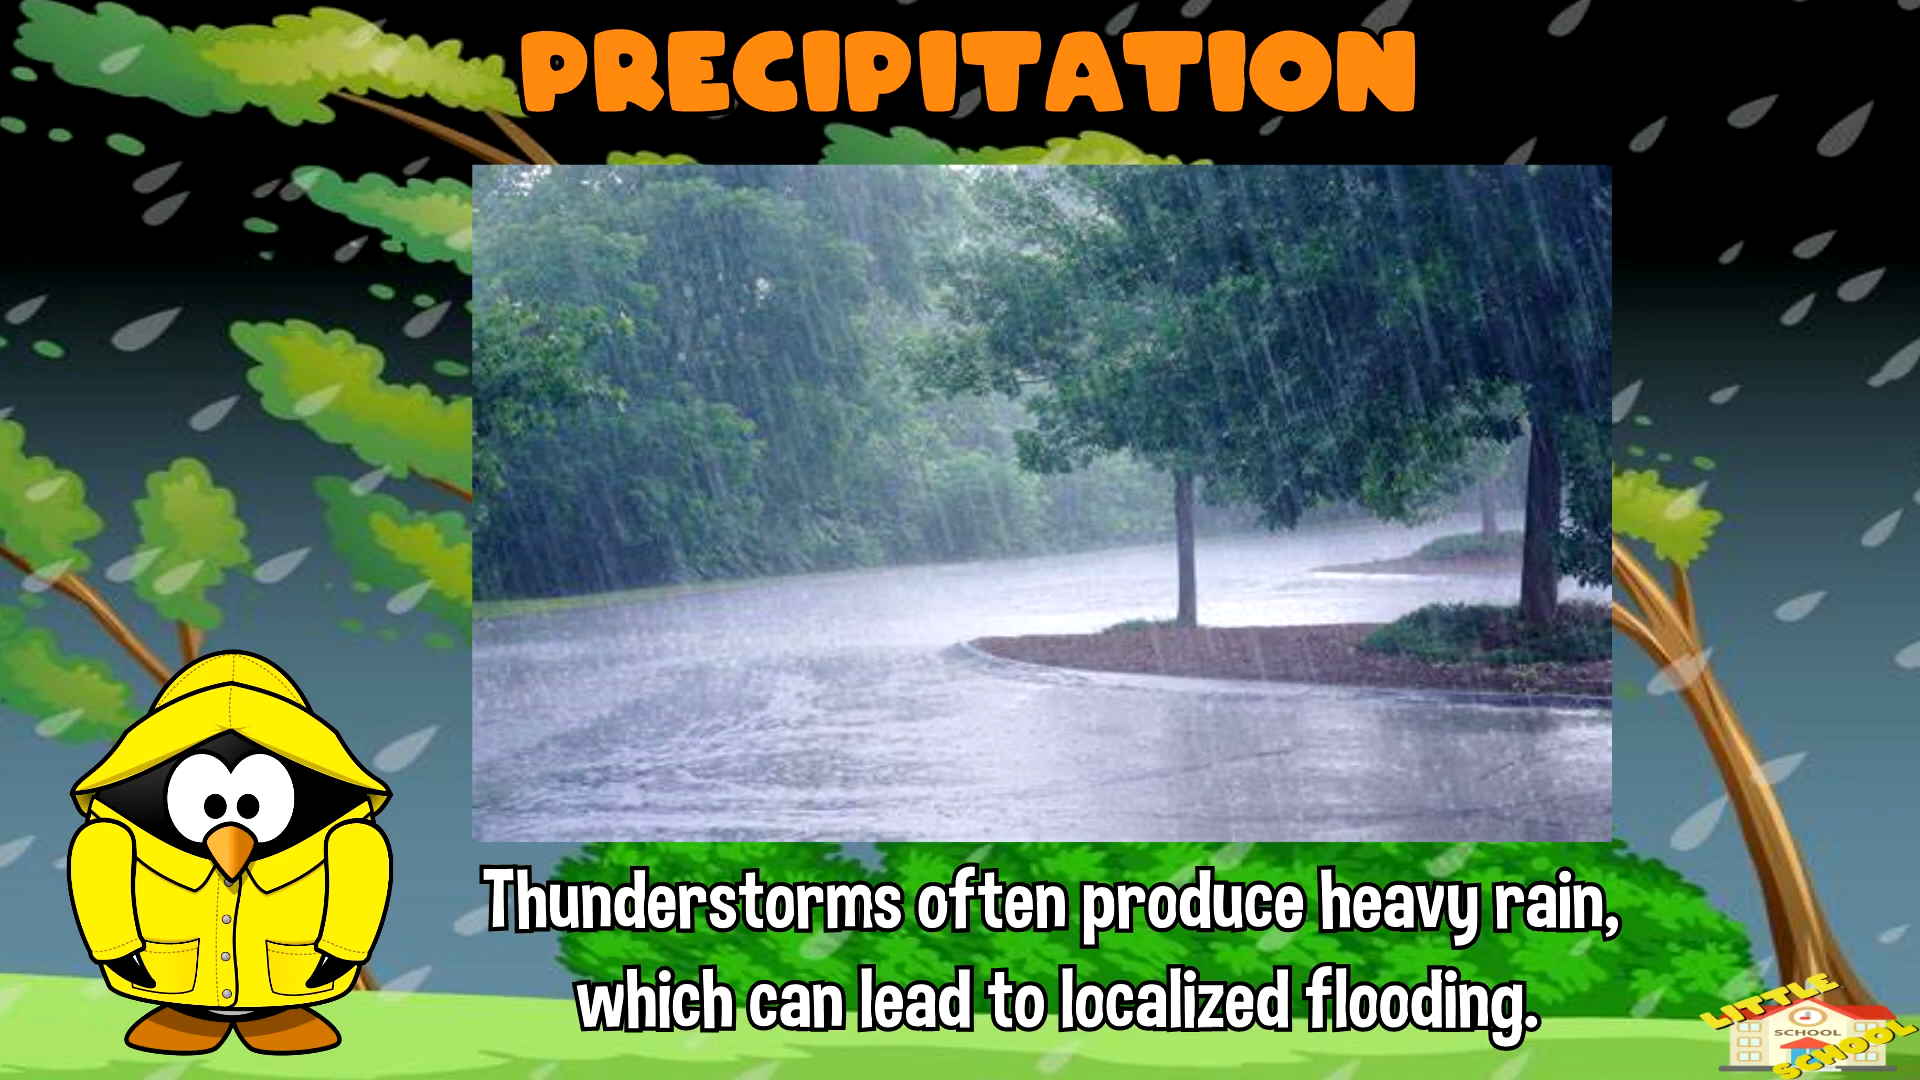 PRECIPITATION
Thunderstorms often produce heavy rain,
which can lead to localized flooding.
LITTLE
SCHOOL
SCHOOL